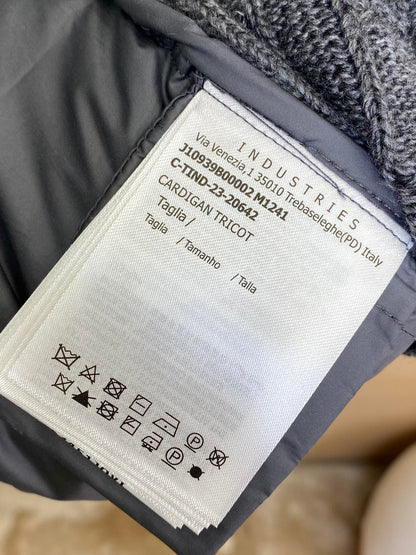 INDUSTRIES
Via Venezia,1 35010 Trebaseleghe(PD) Italy
J10939B00002 M1241
C-TIND-23-20642
CARDIGAN TRICOT
Taglia /
Taglia / Tamanho / Talla
P
P